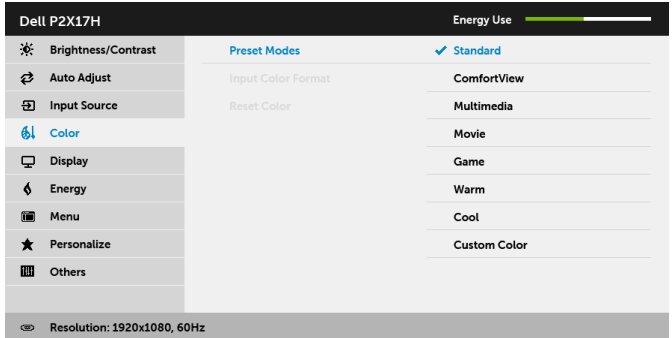 Dell P2X17H Energy Use
Brightness/Contrast Preset Modes Standard
Auto Adjust Input Color Format ComfortView
Input Source Reset Color Multimedia
Color Movie
Display Game
Energy Warm
Menu Cool
Personalize Custom Color
Others
Resolution: 1920x1080, 60Hz